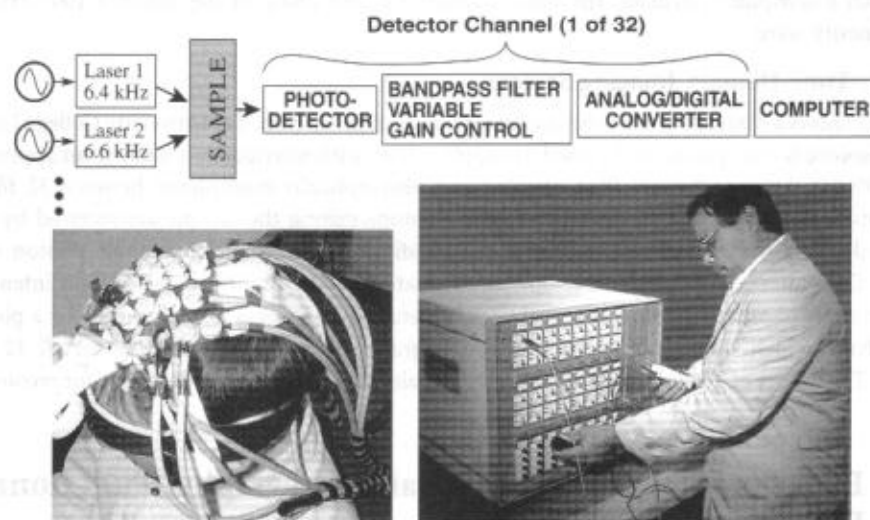 Detector Channel (1 of 32)
Laser 1
6.4 kHz
Laser 2
6.6 kHz
SAMPLE
PHOTO-
DETECTOR
BANDPASS FILTER
VARIABLE
GAIN CONTROL
ANALOG/DIGITAL
CONVERTER
COMPUTER